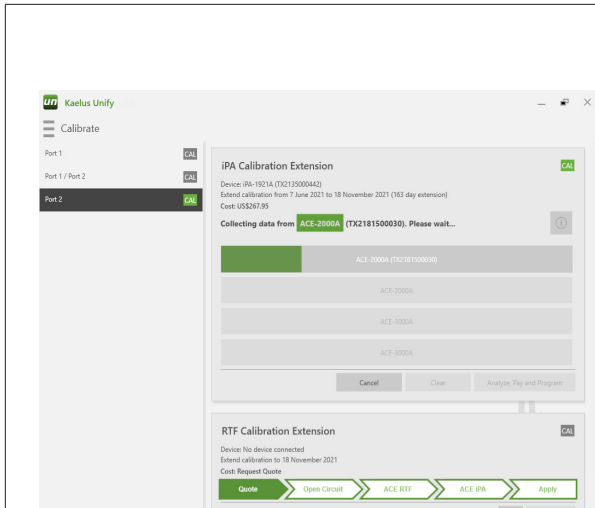 un Kaelus Unify
Calibrate
Port 1 CAL
Port 1 / Port 2 CAL
Port 2 CAL
iPA Calibration Extension CAL
Device: iPA-1921A (TX2135000442)
Extend calibration from 7 June 2021 to 18 November 2021 (163 day extension)
Cost: US$267.95
Collecting data from ACE-2000A (TX2181500030). Please wait...
ACE-2000A (TX2181500030)
ACE-2000A
ACE-3000A
ACE-3000A
Cancel Clear Analyze, Pay and Program
RTF Calibration Extension CAL
Device: No device connected
Extend calibration to 18 November 2021
Cost: Request Quote
Quote Open Circuit ACE RTF ACE iPA Apply